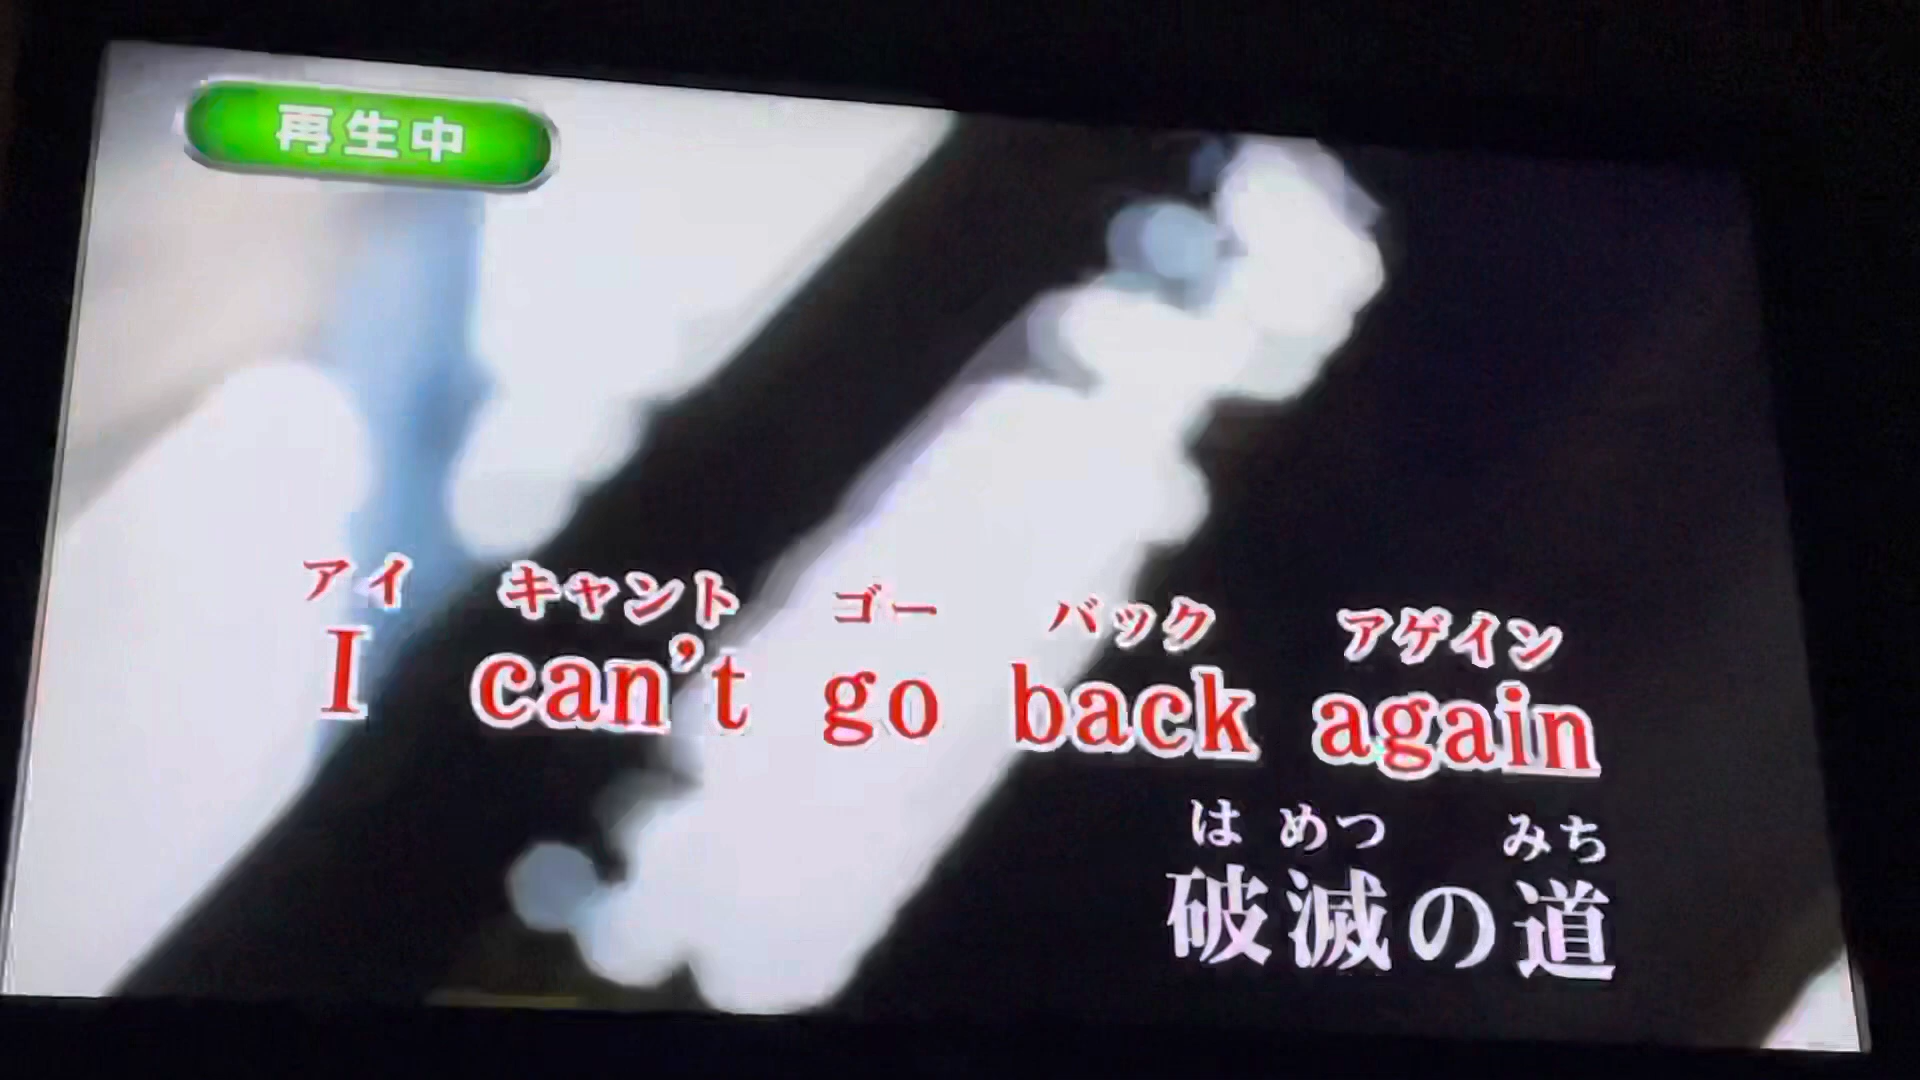 再生中
アイ キャント ゴー バック アゲイン
I can't go back again
はめつ みち
破滅の道